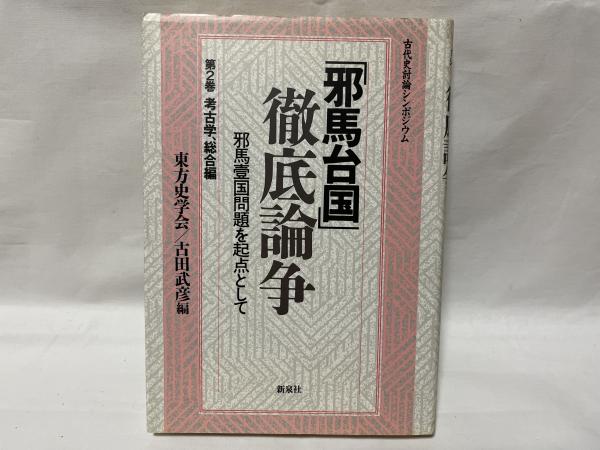 古代史討論シンポジウム
「邪馬台国」
徹底論争
邪馬壹国問題を起点として
第2巻 考古学、総合編
東方史学会／古田武彦編
新泉社